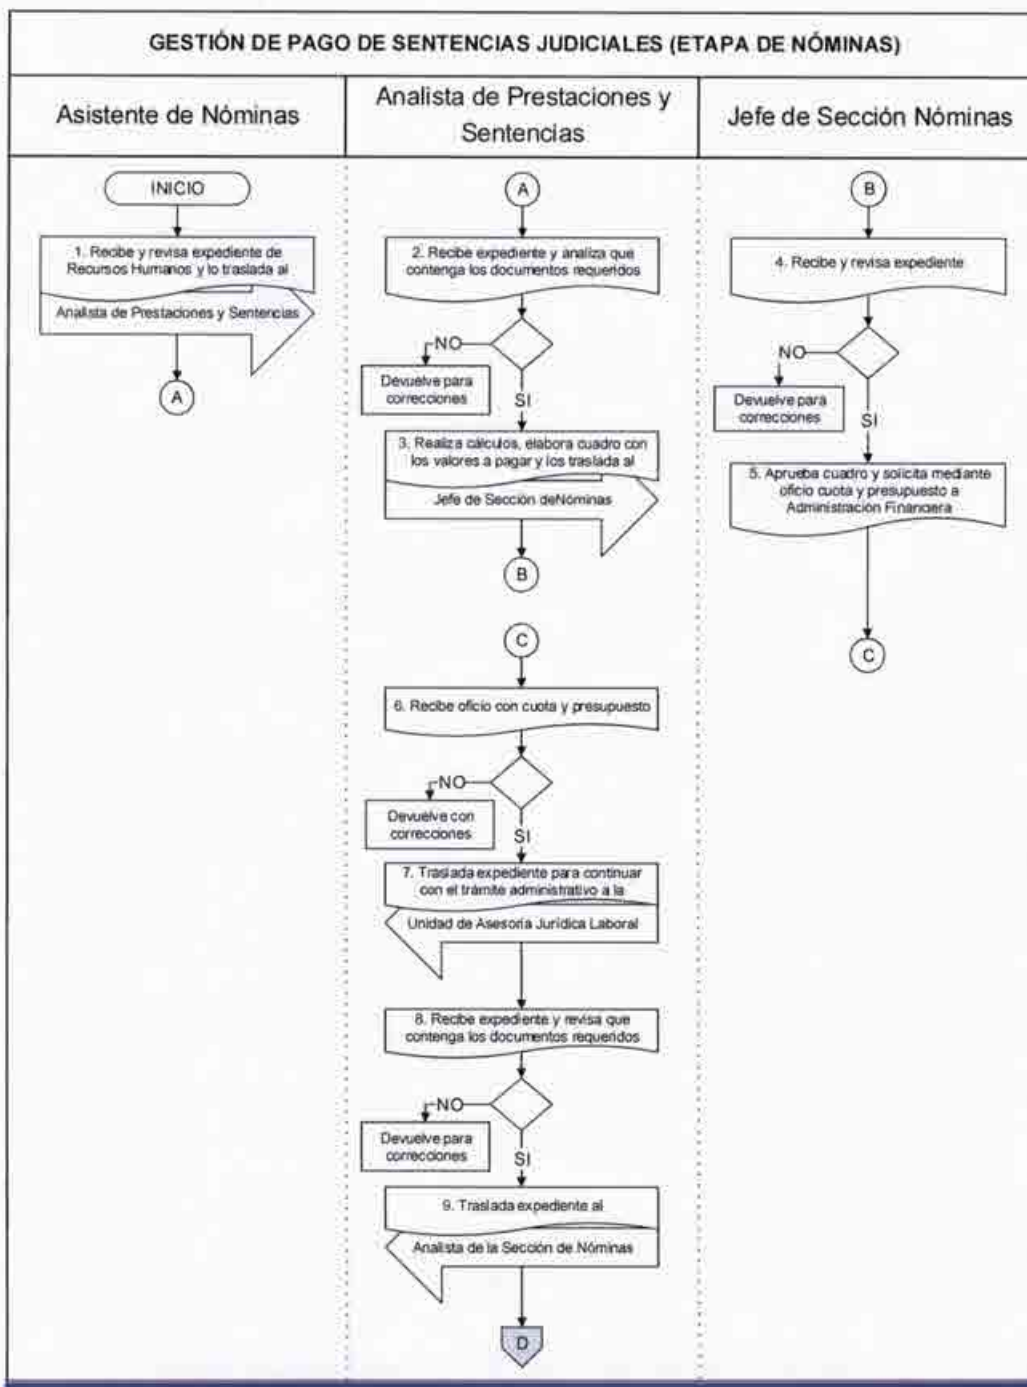 GESTIÓN DE PAGO DE SENTENCIAS JUDICIALES (ETAPA DE NÓMINAS)
Asistente de Nóminas
Analista de Prestaciones y
Sentencias
Jefe de Sección Nóminas
INICIO
1. Recibe y revisa expediente de
Recursos Humanos y lo traslada al
Analista de Prestaciones y Sentencias
A
A
2. Recibe expediente y analiza que
contenga los documentos requeridos
NO
Devuelve para
correcciones
SI
3. Realiza cálculos, elabora cuadro con
los valores a pagar y los traslada al
Jefe de Sección deNóminas
B
B
4. Recibe y revisa expediente
NO
Devuelve para
correcciones
SI
5. Aprueba cuadro y solicita mediante
oficio cuota y presupuesto a
Administración Financiera
C
C
6. Recibe oficio con cuota y presupuesto
NO
Devuelve con
correcciones
SI
7. Traslada expediente para continuar
con el trámite administrativo a la
Unidad de Asesoría Jurídica Laboral
8. Recibe expediente y revisa que
contenga los documentos requeridos
NO
Devuelve para
correcciones
SI
9. Traslada expediente al
Analista de la Sección de Nóminas
D